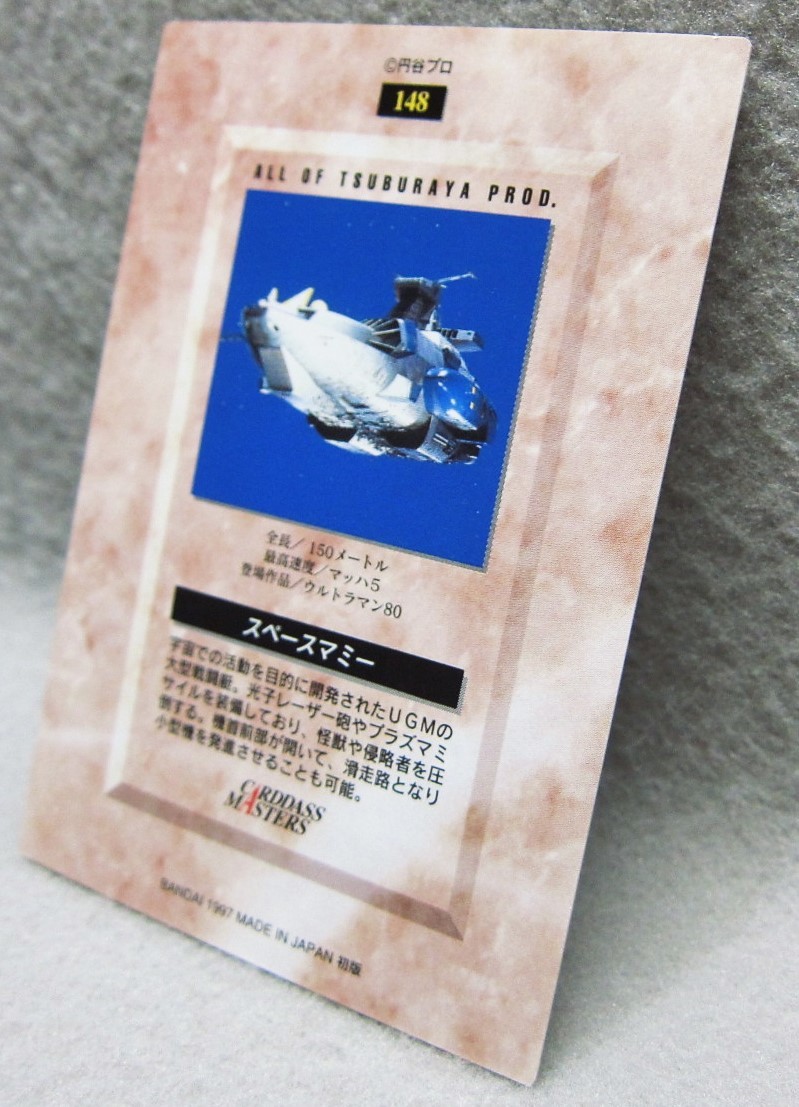 ©円谷プロ
148
ALL OF TSUBURAYA PROD.
全長／150メートル
最高速度／マッハ5
登場作品／ウルトラマン80
スペースマミー
宇宙での活動を目的に開発されたUGMの
大型戦闘艇。光子レーザー砲やプラズマミ
サイルを装備しており、怪獣や侵略者を圧
倒する。機首前部が開いて、滑走路となり
小型機を発進させることも可能。
CARDDASS
MASTERS
BANDAI 1997 MADE IN JAPAN 初版